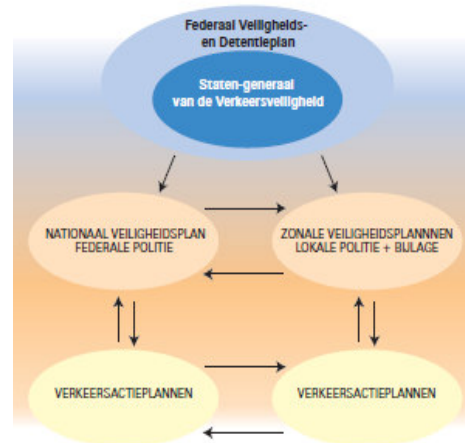 Federaal Veiligheids-
en Detentieplan
Staten-generaal
van de Verkeersveiligheid
NATIONAAL VEILIGHEIDSPLAN
FEDERALE POLITIE
ZONALE VEILIGHEIDSPLANNNEN
LOKALE POLITIE + BIJLAGE
VERKEERSACTIEPLANNEN
VERKEERSACTIEPLANNEN